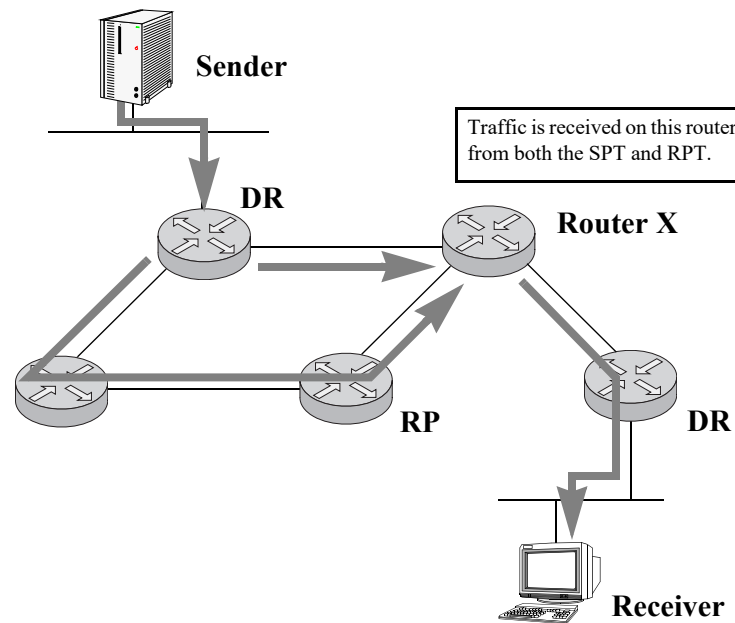 Sender
Traffic is received on this router
from both the SPT and RPT.
DR
Router X
RP
DR
Receiver